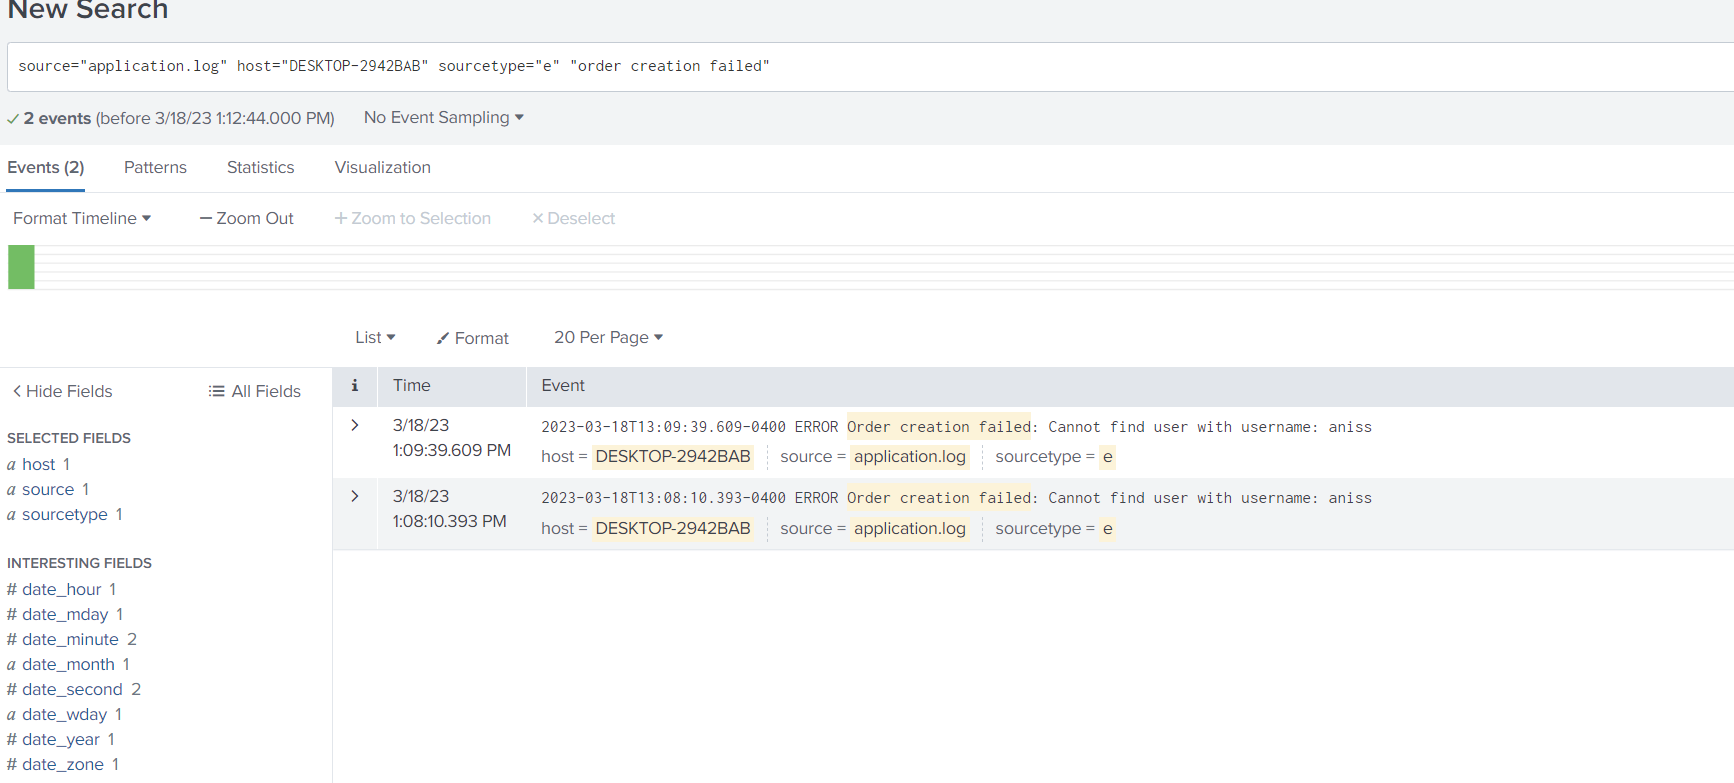 New Search
source="application.log" host="DESKTOP-2942BAB" sourcetype="e" "order creation failed"
2 events (before 3/18/23 1:12:44.000 PM) No Event Sampling
Events (2) Patterns Statistics Visualization
Format Timeline — Zoom Out + Zoom to Selection × Deselect
List Format 20 Per Page
Hide Fields All Fields
i Time Event
SELECTED FIELDS
a host 1
a source 1
a sourcetype 1
INTERESTING FIELDS
# date_hour 1
# date_mday 1
# date_minute 2
a date_month 1
# date_second 2
a date_wday 1
# date_year 1
# date_zone 1
3/18/23
1:09:39.609 PM
2023-03-18T13:09:39.609-0400 ERROR Order creation failed: Cannot find user with username: aniss
host = DESKTOP-2942BAB source = application.log sourcetype = e
3/18/23
1:08:10.393 PM
2023-03-18T13:08:10.393-0400 ERROR Order creation failed: Cannot find user with username: aniss
host = DESKTOP-2942BAB source = application.log sourcetype = e